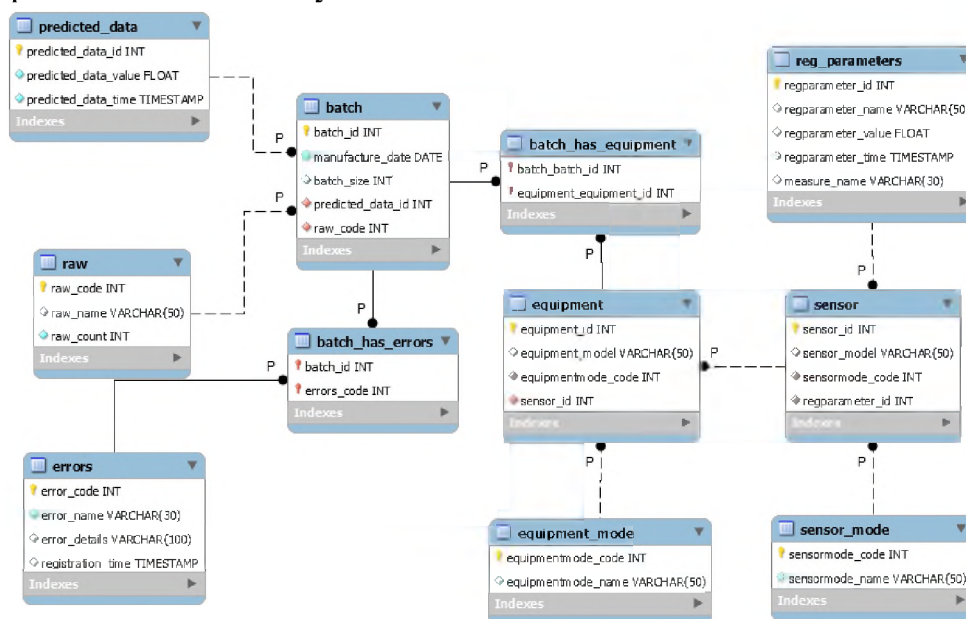 predicted_data
predicted_data_id INT
predicted_data_value FLOAT
predicted_data_time TIMESTAMP
Indexes
P
batch
batch_id INT
manufacture_date DATE
batch_size INT
predicted_data_id INT
raw_code INT
Indexes
P
P
batch_has_equipment
batch_batch_id INT
equipment_equipment_id INT
Indexes
reg_parameters
regparameter_id INT
regparameter_name VARCHAR(50
regparameter_value FLOAT
regparameter_time TIMESTAMP
measure_name VARCHAR(30)
Indexes
raw
raw_code INT
raw_name VARCHAR(50)
raw_count INT
Indexes
P
P
P
batch_has_errors
batch_id INT
errors_code INT
Indexes
P
equipment
equipment_id INT
equipment_model VARCHAR(50)
equipmentmode_code INT
sensor_id INT
Indexes
P
sensor
sensor_id INT
sensor_model VARCHAR(50)
sensormode_code INT
regparameter_id INT
Indexes
errors
error_code INT
error_name VARCHAR(30)
error_details VARCHAR(100)
registration_time TIMESTAMP
Indexes
P
P
equipment_mode
equipmentmode_code INT
equipmentmode_name VARCHAR(50)
Indexes
sensor_mode
sensormode_code INT
sensormode_name VARCHAR(50)
Indexes